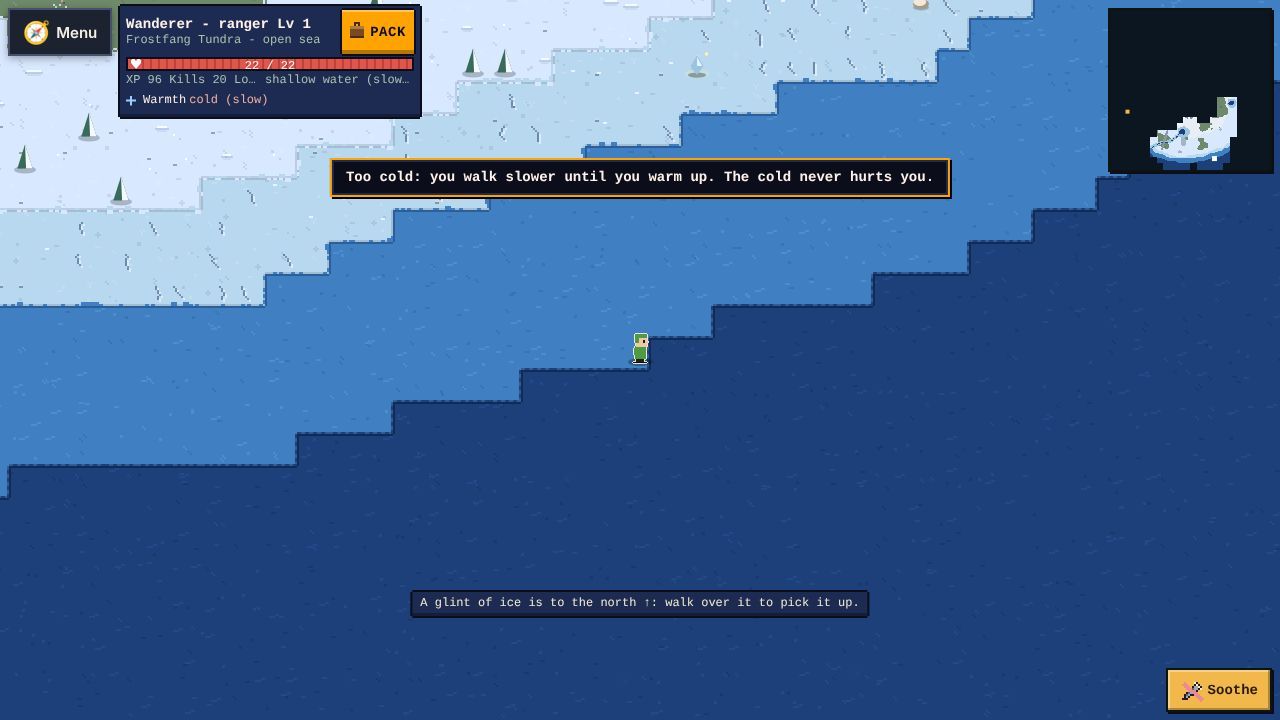 Menu
Wanderer - ranger Lv 1
Frostfang Tundra - open sea
PACK
22 / 22
XP 96 Kills 20 Lo… shallow water (slow…
Warmth cold (slow)
Too cold: you walk slower until you warm up. The cold never hurts you.
A glint of ice is to the north ↑: walk over it to pick it up.
Soothe